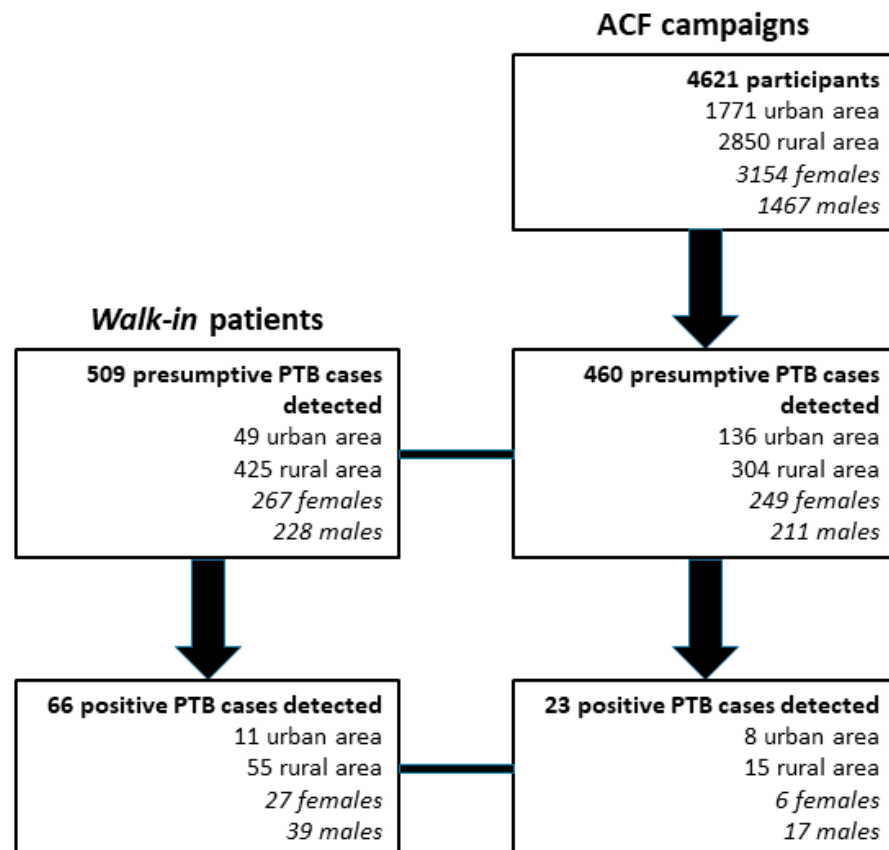 ACF campaigns
4621 participants
1771 urban area
2850 rural area
3154 females
1467 males
Walk-in patients
509 presumptive PTB cases
detected
49 urban area
425 rural area
267 females
228 males
460 presumptive PTB cases
detected
136 urban area
304 rural area
249 females
211 males
66 positive PTB cases detected
11 urban area
55 rural area
27 females
39 males
23 positive PTB cases detected
8 urban area
15 rural area
6 females
17 males